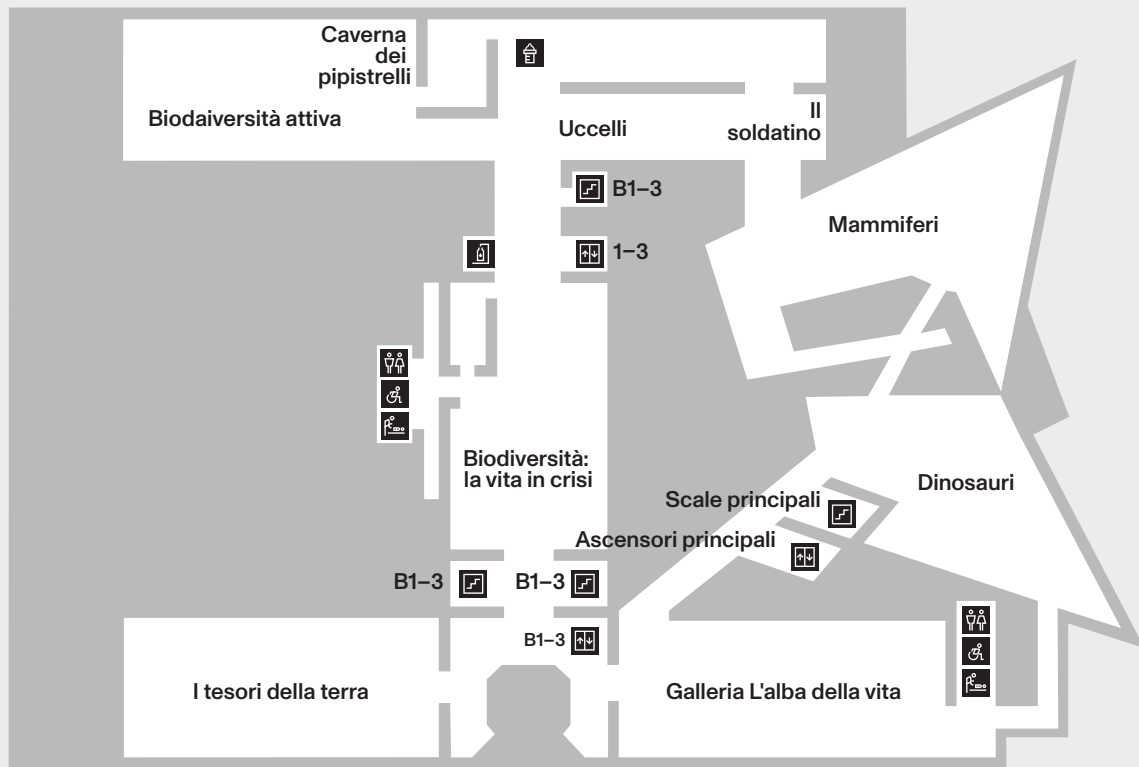 Caverna
dei
pipistrelli
Biodaiversità attiva
Uccelli
Il
soldatino
B1–3
Mammiferi
1–3
Biodiversità:
la vita in crisi
Dinosauri
Scale principali
Ascensori principali
B1–3
B1–3
B1–3
I tesori della terra
Galleria L'alba della vita